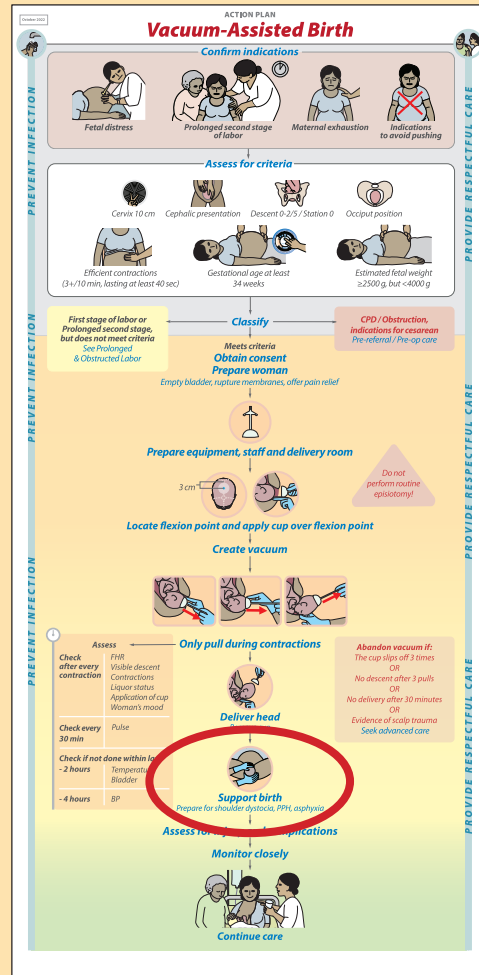 October 2022
ACTION PLAN
Vacuum-Assisted Birth
PREVENT INFECTION
PROVIDE RESPECTFUL CARE
Confirm indications
Fetal distress
Prolonged second stage
of labor
Maternal exhaustion
Indications
to avoid pushing
Assess for criteria
Cervix 10 cm
Cephalic presentation
Descent 0-2/5 / Station 0
Occiput position
Efficient contractions
(3+/10 min, lasting at least 40 sec)
Gestational age at least
34 weeks
Estimated fetal weight
≥2500 g, but <4000 g
Classify
First stage of labor or
Prolonged second stage,
but does not meet criteria
See Prolonged
& Obstructed Labor
CPD / Obstruction,
indications for cesarean
Pre-referral / Pre-op care
PREVENT INFECTION
PROVIDE RESPECTFUL CARE
Meets criteria
Obtain consent
Prepare woman
Empty bladder, rupture membranes, offer pain relief
Prepare equipment, staff and delivery room
3 cm
Do not
perform routine
episiotomy!
Locate flexion point and apply cup over flexion point
Create vacuum
PREVENT INFECTION
PROVIDE RESPECTFUL CARE
Only pull during contractions
Assess
Check
after every
contraction
FHR
Visible descent
Contractions
Liquor status
Application of cup
Woman's mood
Check every
30 min
Pulse
Check if not done within
- 2 hours
Bladder
- 4 hours
BP
Abandon vacuum if:
The cup slips off 3 times
OR
No descent after 3 pulls
OR
No delivery after 30 minutes
OR
Evidence of scalp trauma
Seek advanced care
Deliver head
Support birth
Prepare for shoulder dystocia, PPH, asphyxia
Assess for
Monitor closely
Continue care